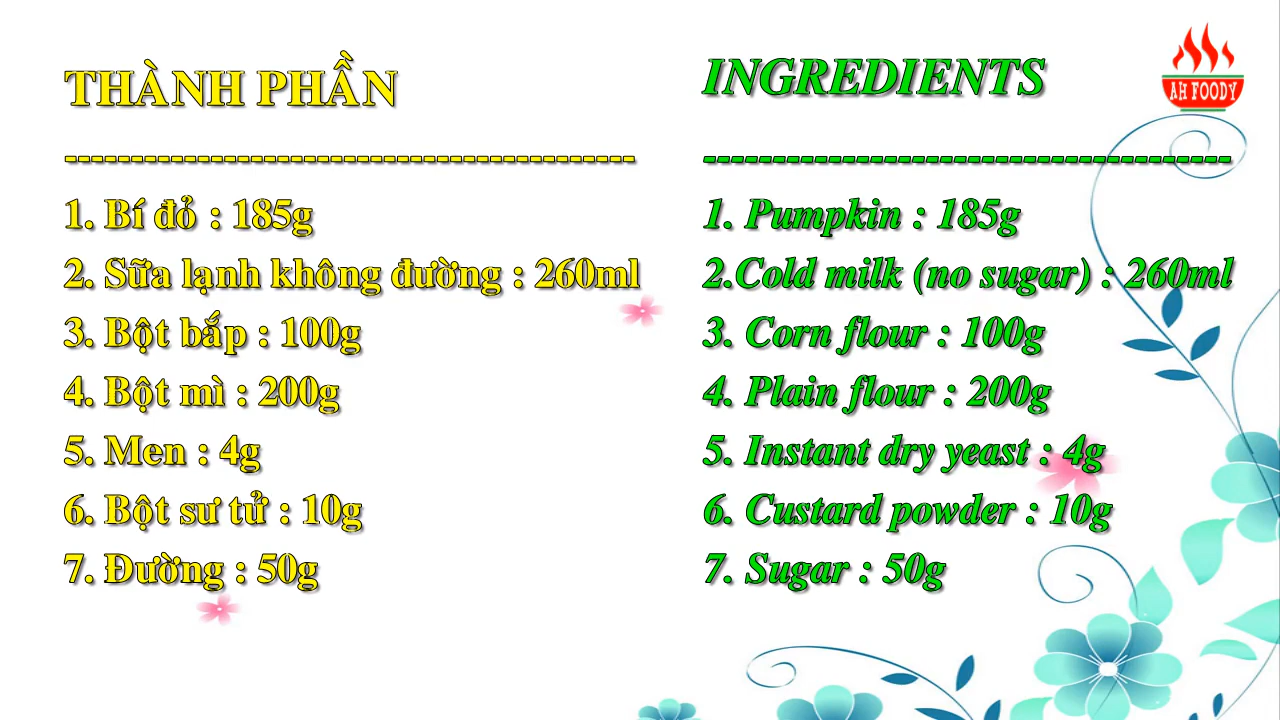 THÀNH PHẦN
-------------------------------------------
1. Bí đỏ : 185g
2. Sữa lạnh không đường : 260ml
3. Bột bắp : 100g
4. Bột mì : 200g
5. Men : 4g
6. Bột sư tử : 10g
7. Đường : 50g
INGREDIENTS
---------------------------------------
1. Pumpkin : 185g
2.Cold milk (no sugar) : 260ml
3. Corn flour : 100g
4. Plain flour : 200g
5. Instant dry yeast : 4g
6. Custard powder : 10g
7. Sugar : 50g
AH FOODY